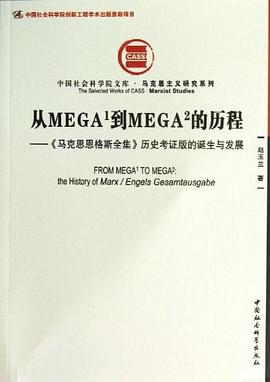 中国社会科学院创新工程学术出版资助项目
CASS
中国社会科学院文库·马克思主义研究系列
The Selected Works of CASS · Marxist Studies
从MEGA¹到MEGA²的历程
——《马克思恩格斯全集》历史考证版的诞生与发展
FROM MEGA¹ TO MEGA²:
the History of Marx / Engels Gesamtausgabe
赵玉兰 著
中国社会科学出版社